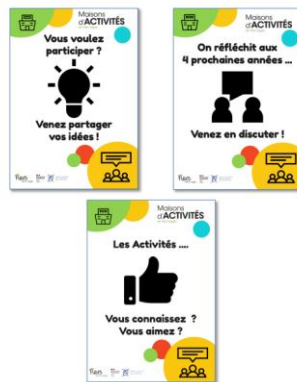 Maisons
d'ACTIVITÉS
Vous voulez
participer ?
Venez partager
vos idées !
Maisons
d'ACTIVITÉS
On réfléchit aux
4 prochaines années ...
Venez en discuter !
Maisons
d'ACTIVITÉS
Les Activités ....
Vous connaissez ?
Vous aimez ?